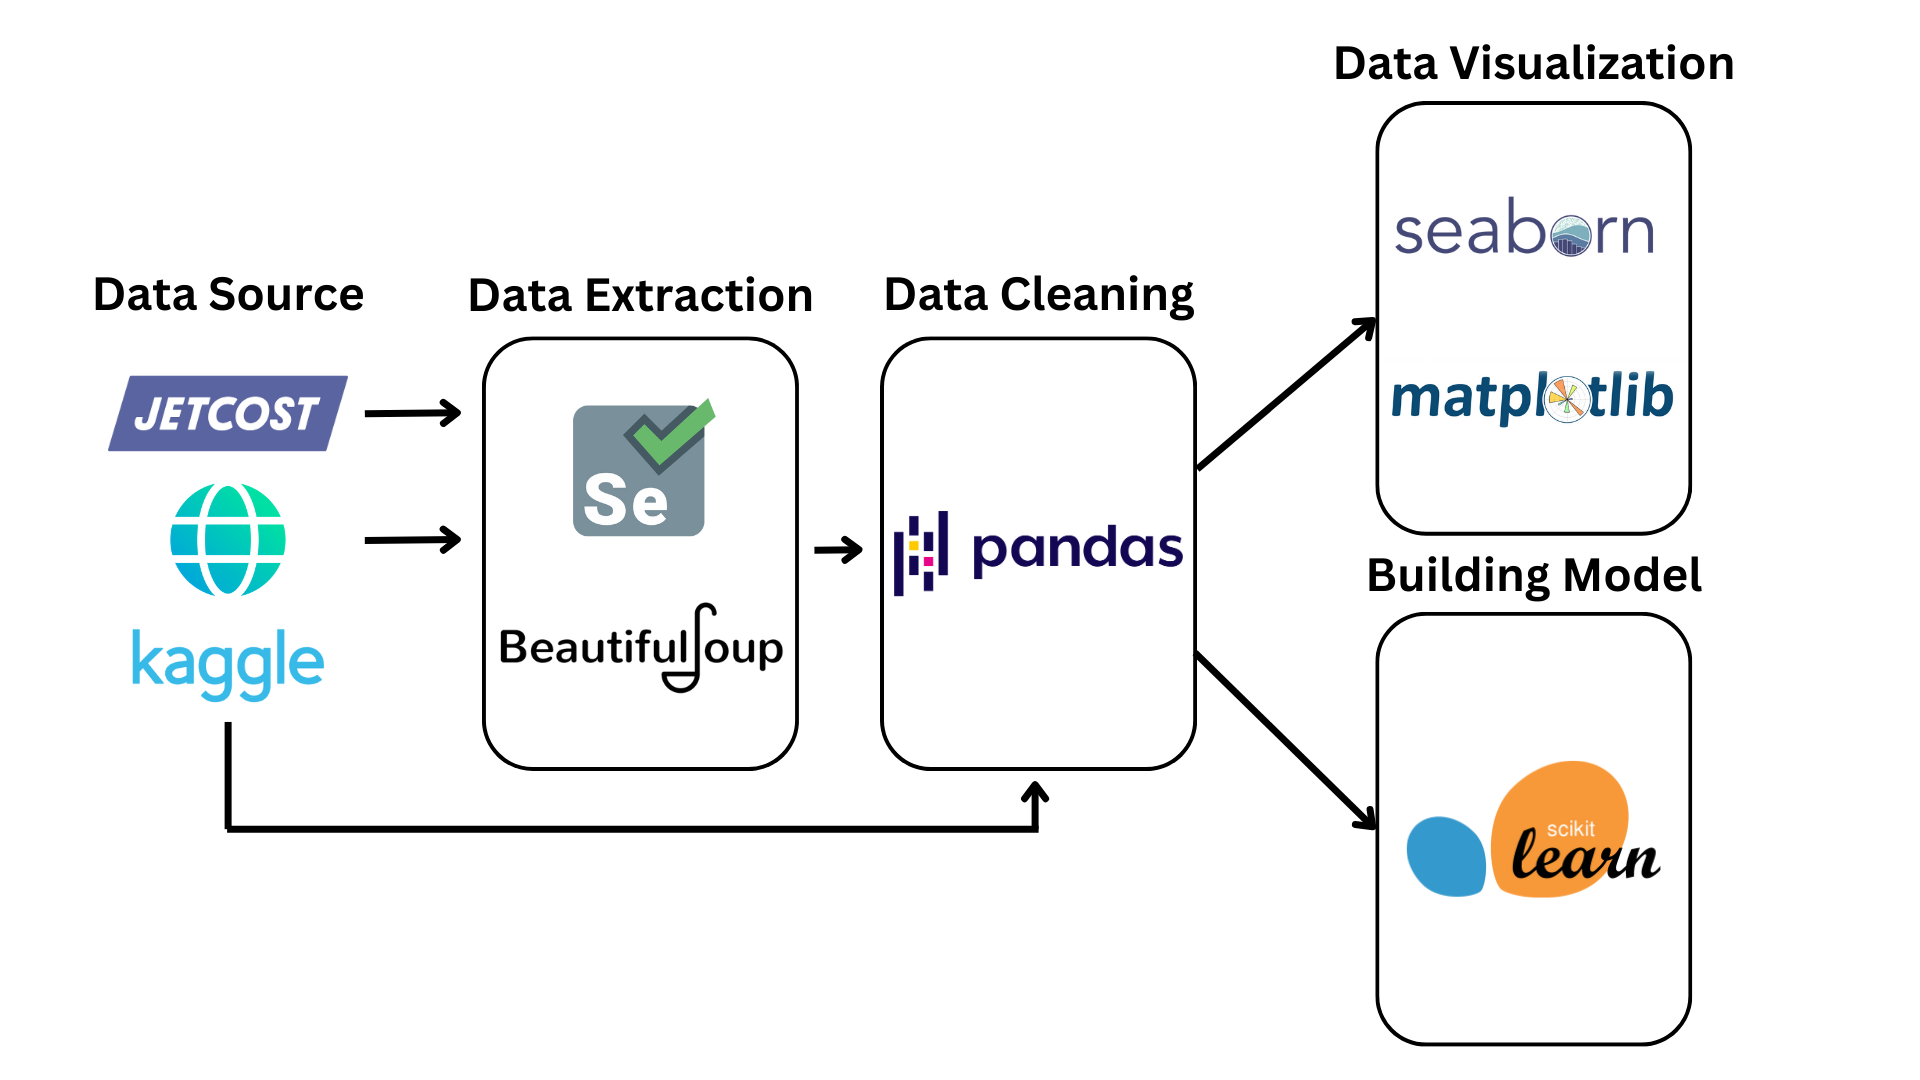 Data Source
JETCOST
kaggle
Data Extraction
Se
BeautifulSoup
Data Cleaning
pandas
Data Visualization
seaborn
matplotlib
Building Model
scikit
learn